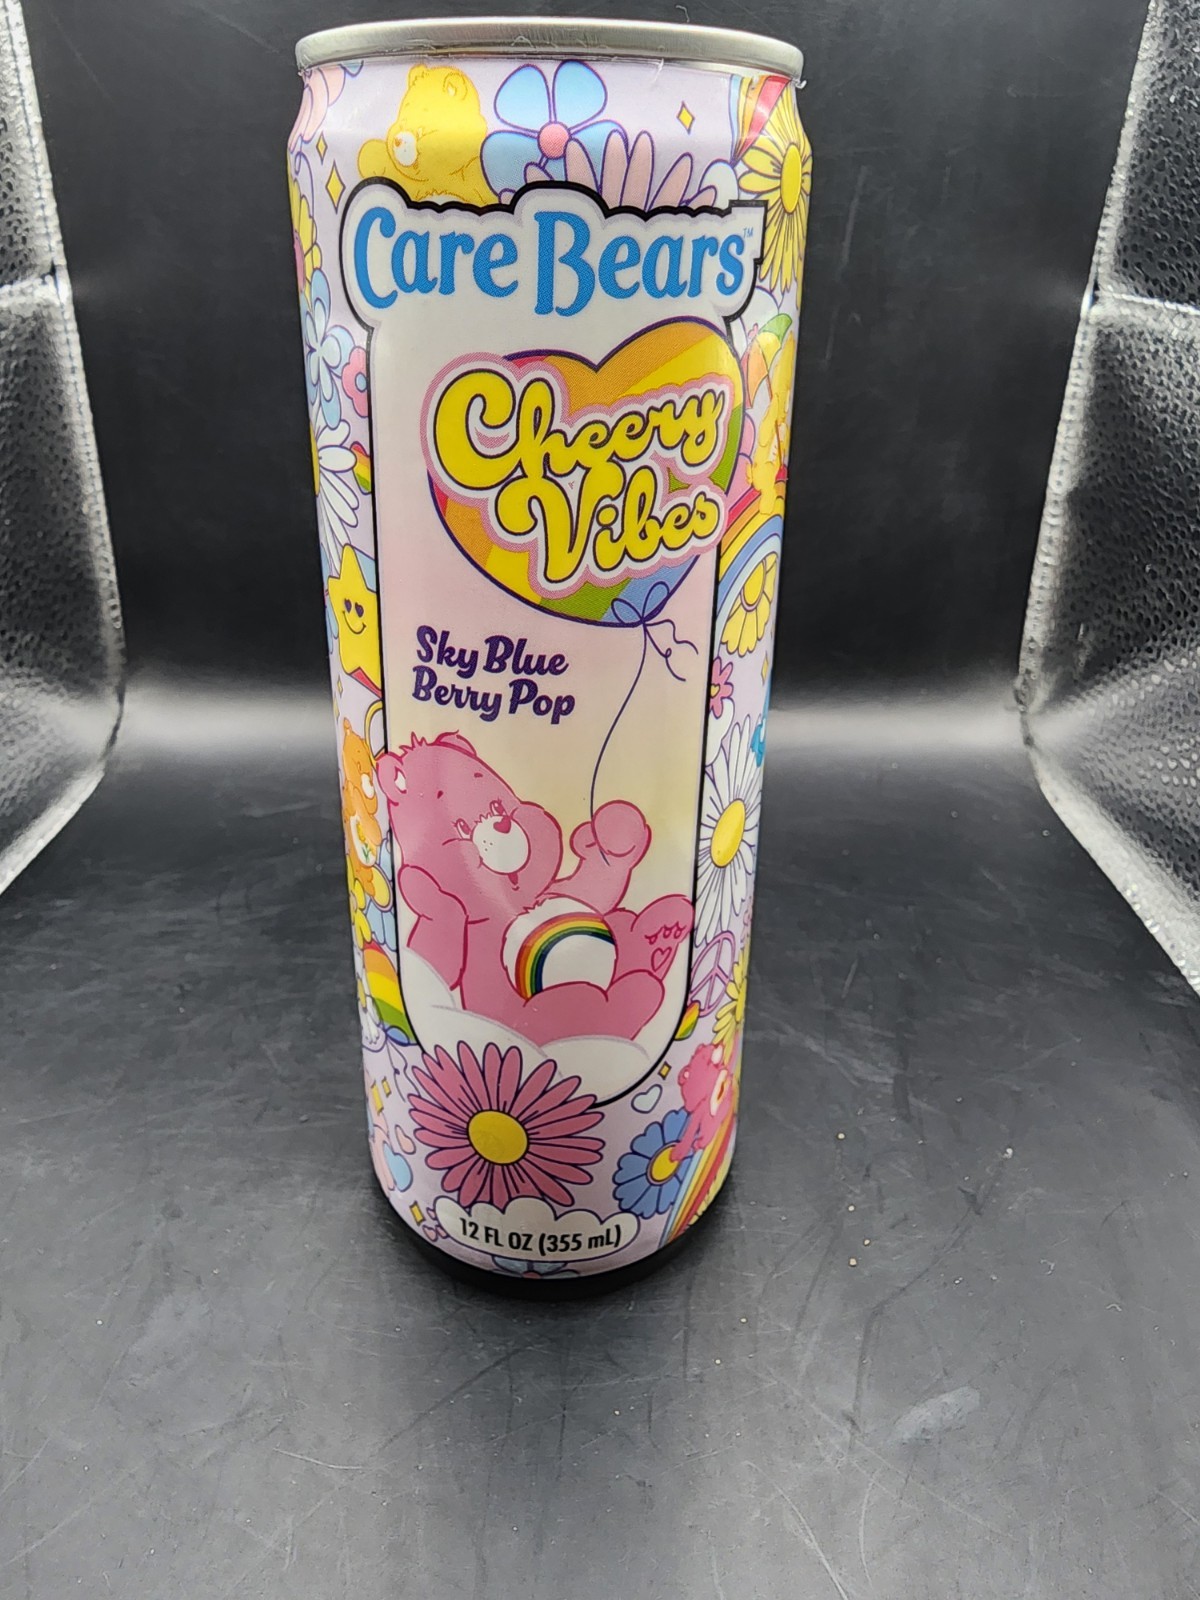 Care Bears™
Cheery
Vibes
Sky Blue
Berry Pop
12 FL OZ (355 mL)